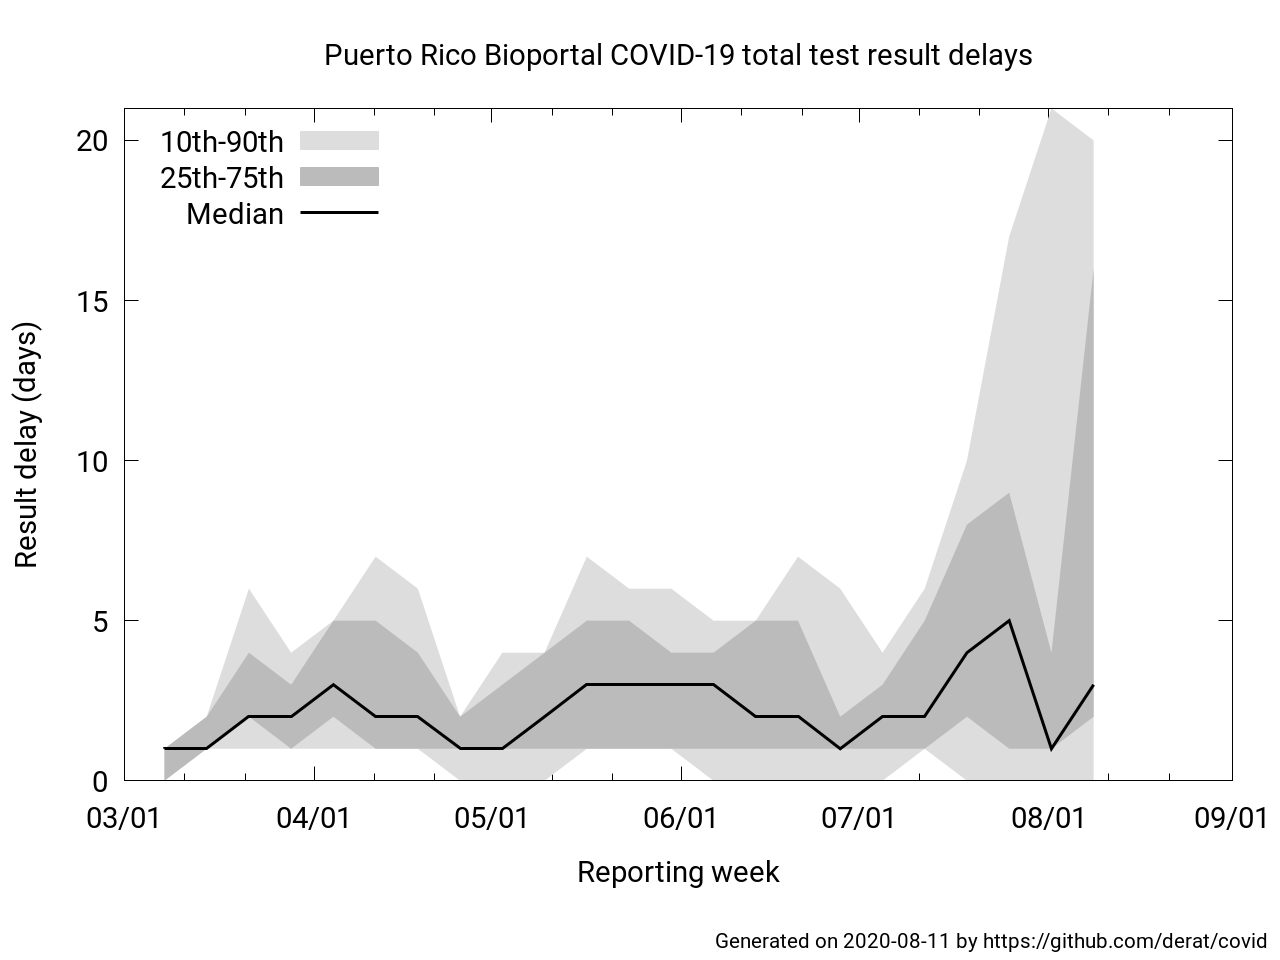 Puerto Rico Bioportal COVID-19 total test result delays
10th-90th
25th-75th
Median
20
15
10
5
0
Result delay (days)
03/01 04/01 05/01 06/01 07/01 08/01 09/01
Reporting week
Generated on 2020-08-11 by https://github.com/derat/covid